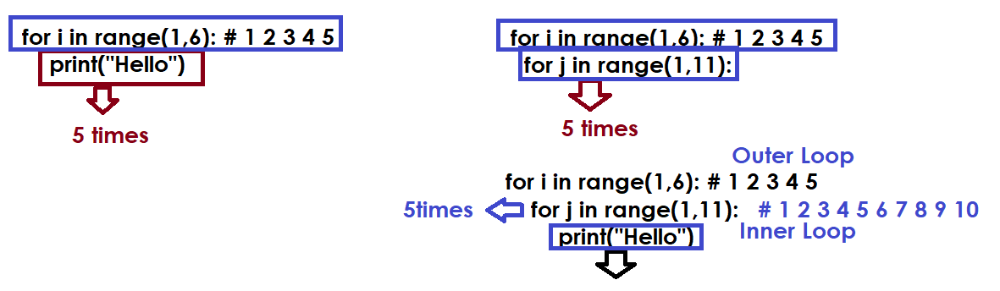 for i in range(1,6): # 1 2 3 4 5
print("Hello")
5 times
for i in range(1,6): # 1 2 3 4 5
for j in range(1,11):
5 times
Outer Loop
for i in range(1,6): # 1 2 3 4 5
5times for j in range(1,11): # 1 2 3 4 5 6 7 8 9 10
Inner Loop
print("Hello")